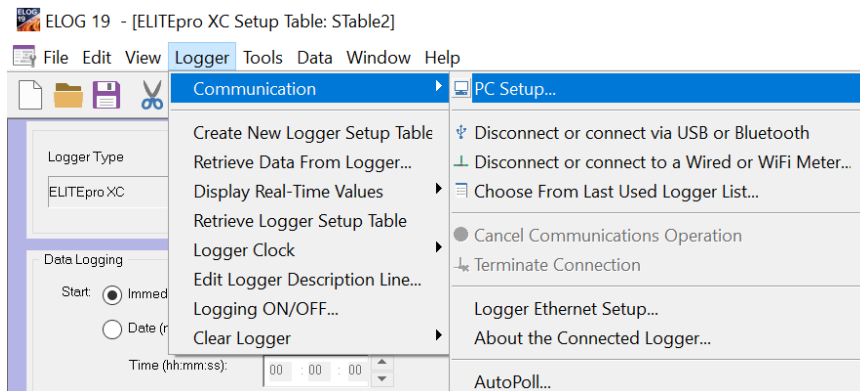 ELOG 19 - [ELITEpro XC Setup Table: STable2]
File Edit View Logger Tools Data Window Help
Communication
Create New Logger Setup Table
Retrieve Data From Logger...
Display Real-Time Values
Retrieve Logger Setup Table
Logger Clock
Edit Logger Description Line...
Logging ON/OFF...
Clear Logger
PC Setup...
Disconnect or connect via USB or Bluetooth
Disconnect or connect to a Wired or WiFi Meter...
Choose From Last Used Logger List...
Cancel Communications Operation
Terminate Connection
Logger Ethernet Setup...
About the Connected Logger...
AutoPoll...
Logger Type
ELITEpro XC
Data Logging
Start: Immed
Date (r
Time (hh:mm:ss): 00 : 00 : 00